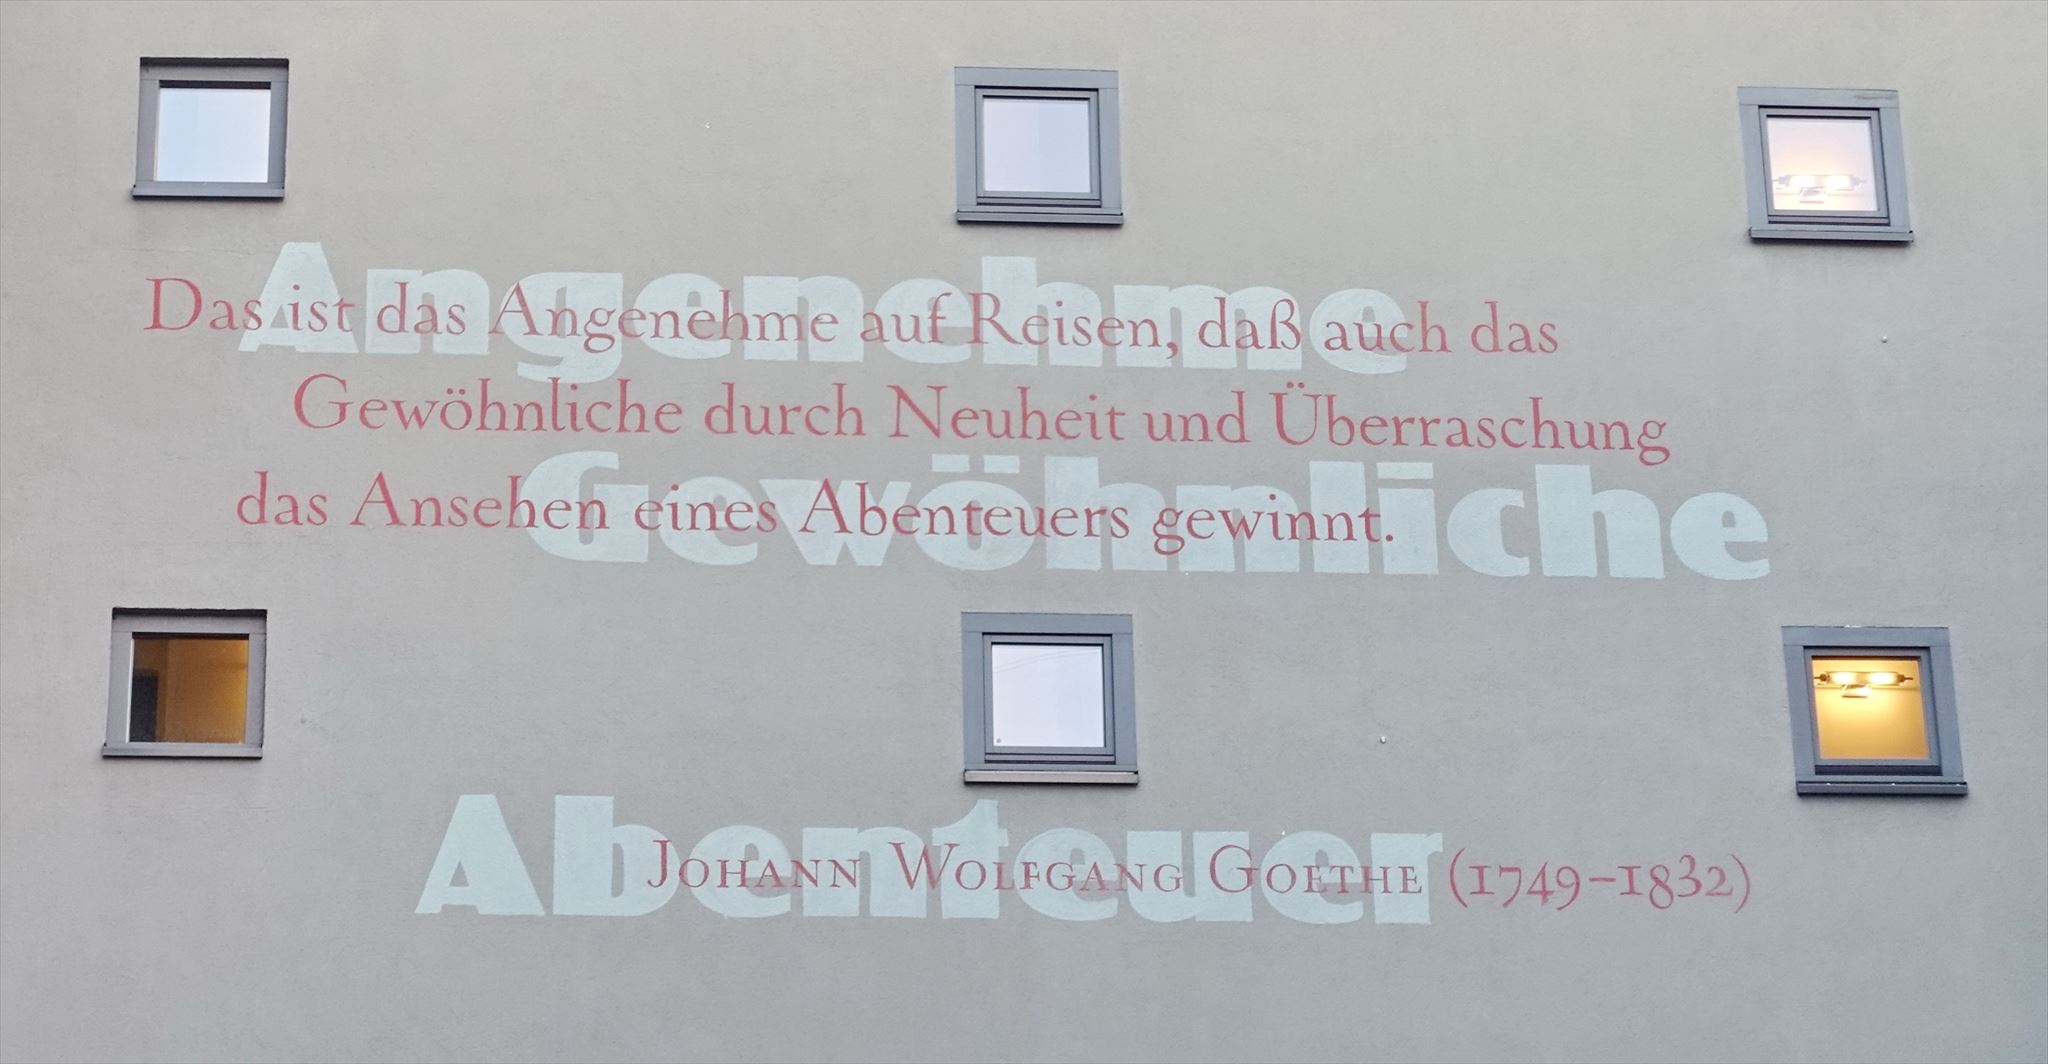 Angenehme
Das ist das Angenehme auf Reisen, daß auch das
Gewöhnliche durch Neuheit und Überraschung
Gewöhnliche
das Ansehen eines Abenteuers gewinnt.
Abenteuer
Johann Wolfgang Goethe (1749–1832)